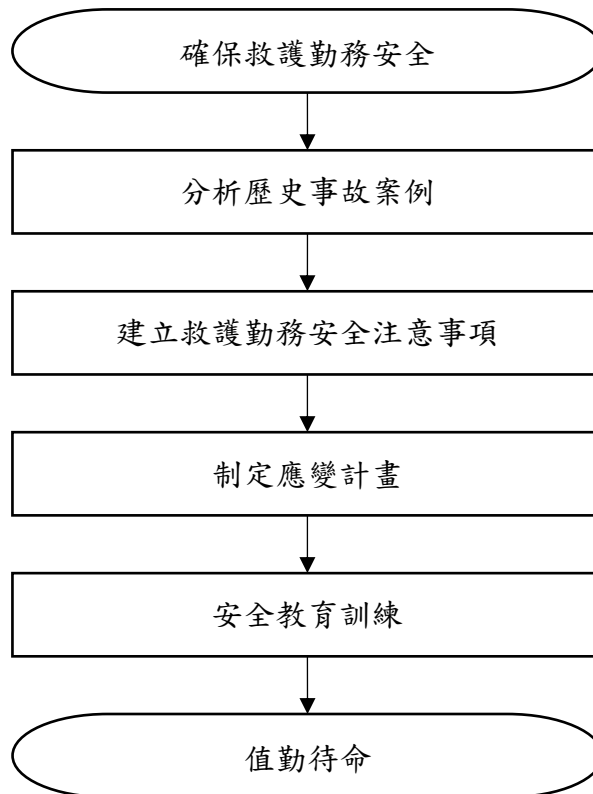 確保救護勤務安全
分析歷史事故案例
建立救護勤務安全注意事項
制定應變計畫
安全教育訓練
值勤待命